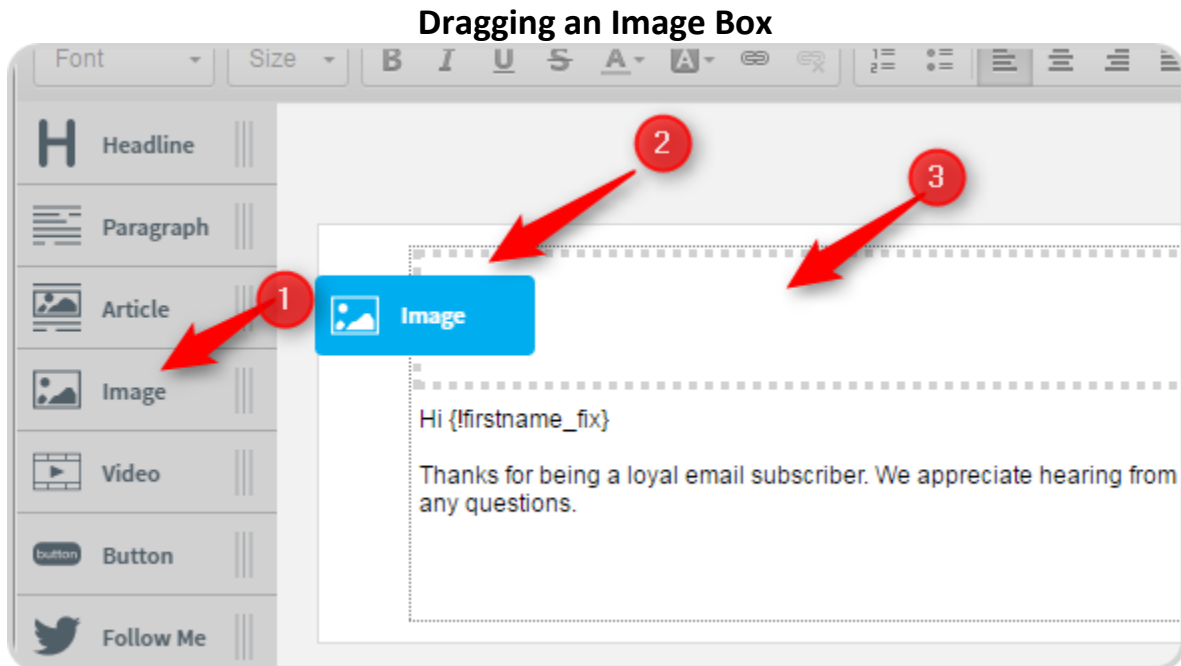 Dragging an Image Box
Font Size B I U S A A
Headline
Paragraph
Article
Image
Video
Button
Follow Me
button
1
2
3
Image
Hi {!firstname_fix}
Thanks for being a loyal email subscriber. We appreciate hearing from
any questions.